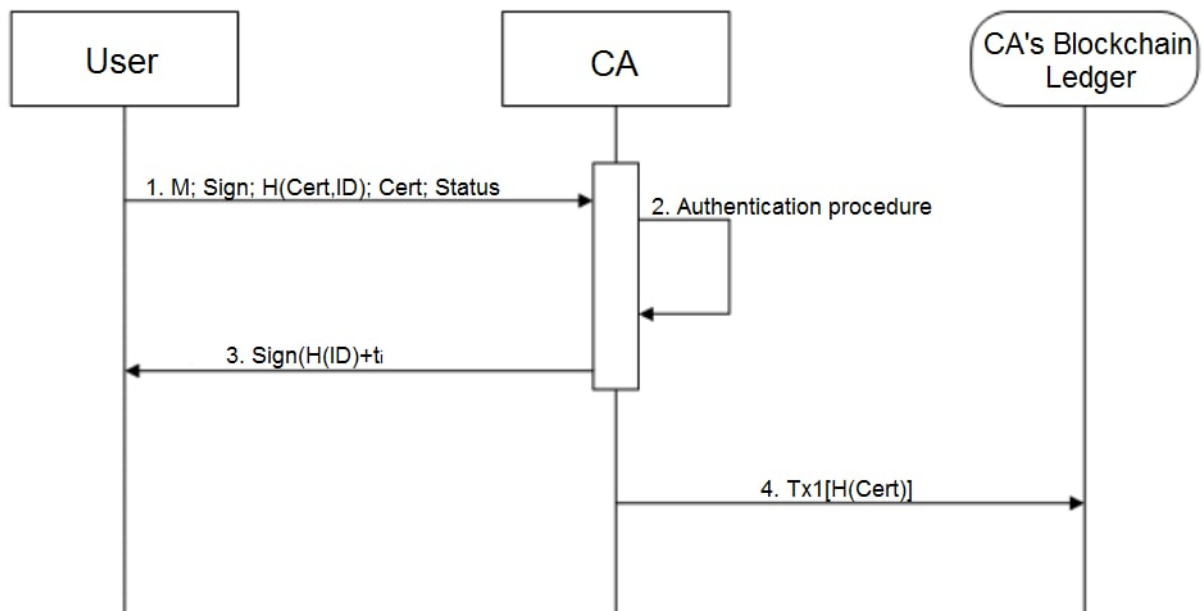 User
CA
CA's Blockchain
Ledger
1. M; Sign; H(Cert,ID); Cert; Status
2. Authentication procedure
3. Sign(H(ID)+tᵢ
4. Tx1[H(Cert)]